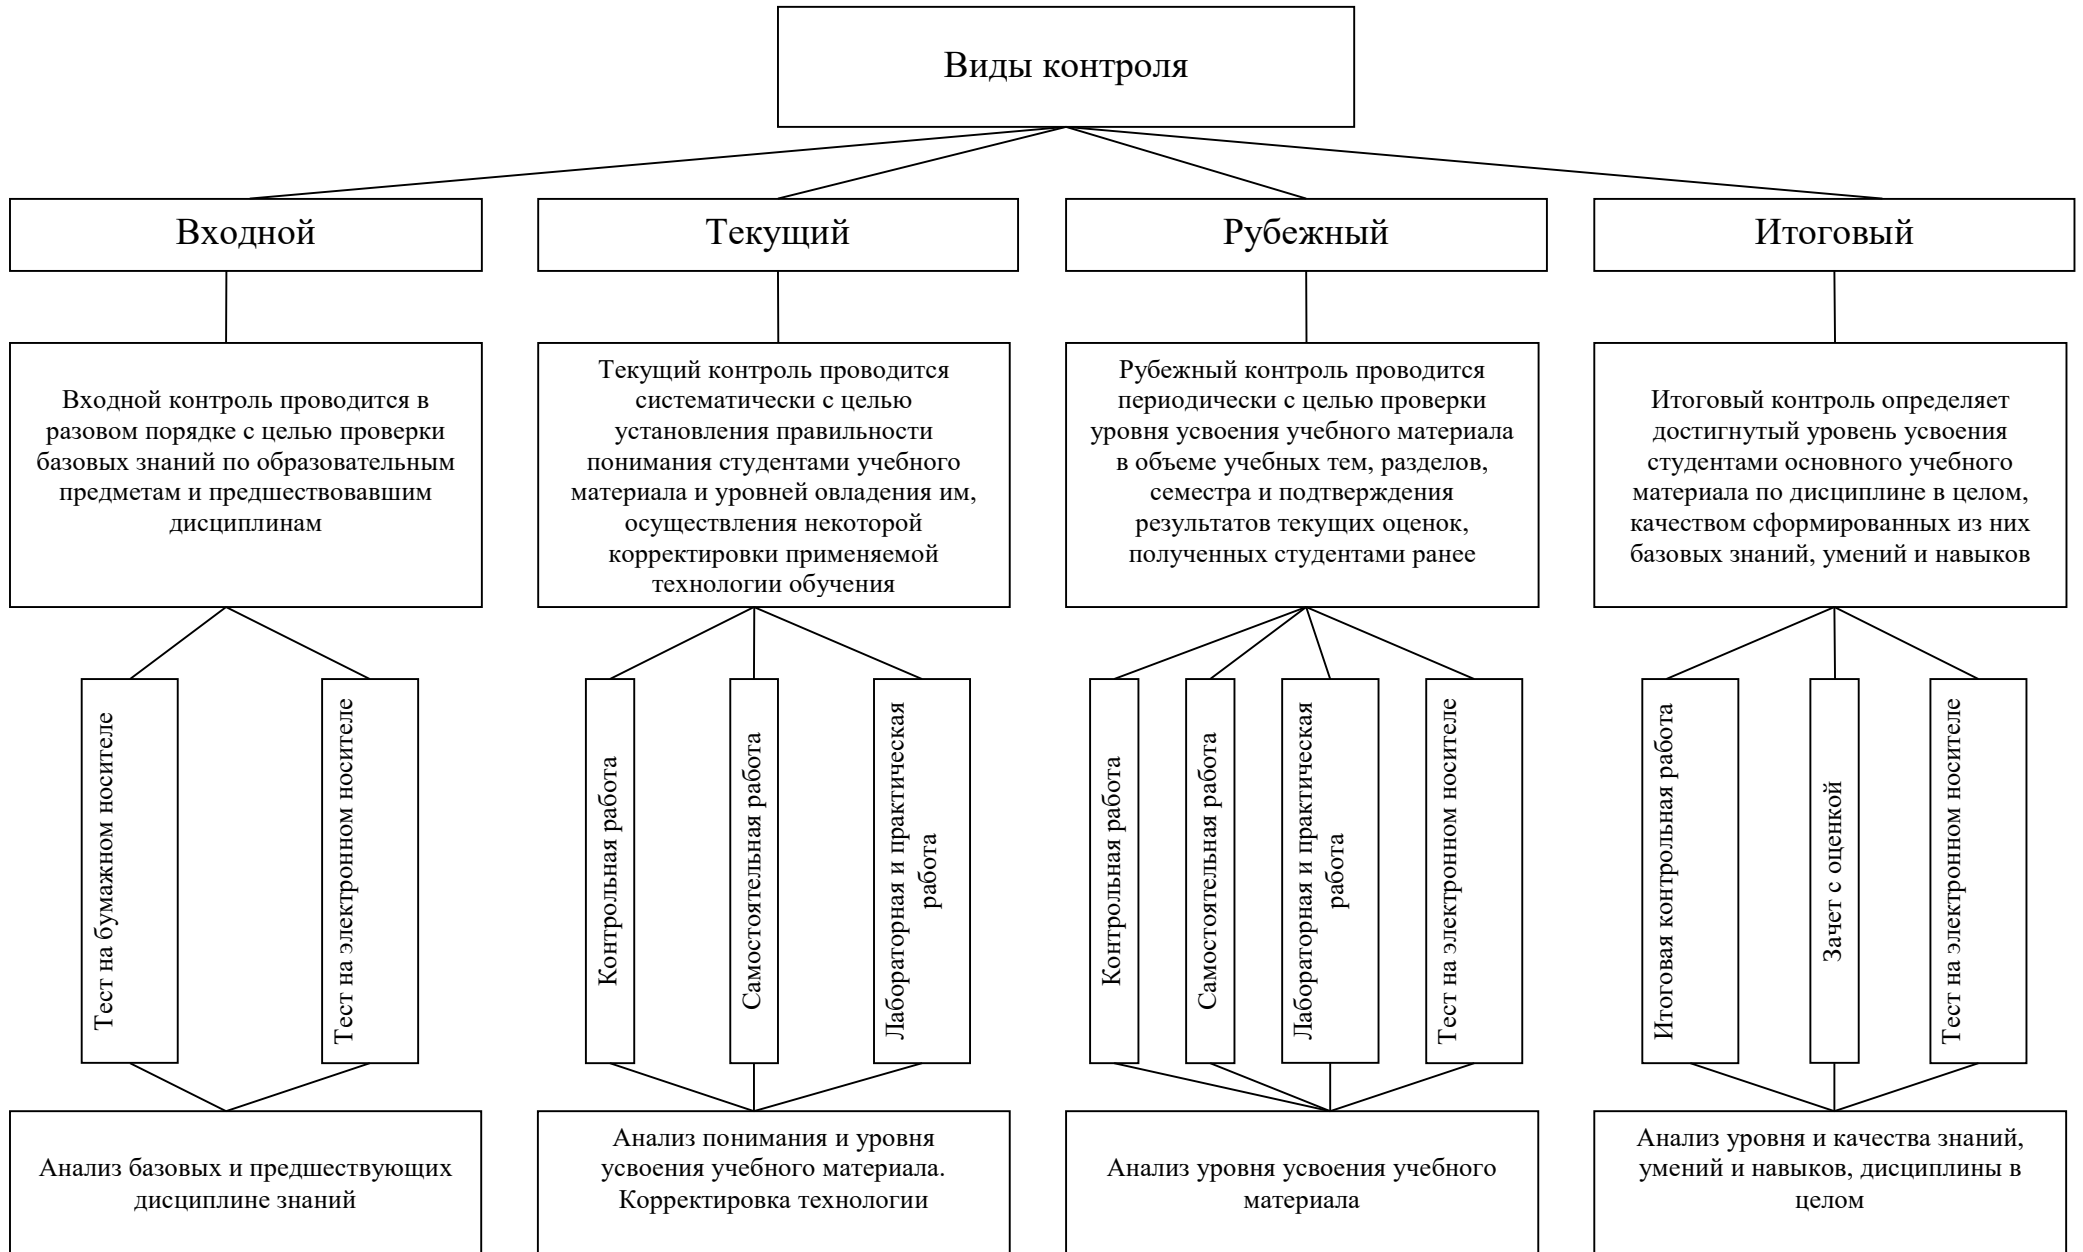 Виды контроля
Входной
Текущий
Рубежный
Итоговый
Входной контроль проводится в
разовом порядке с целью проверки
базовых знаний по образовательным
предметам и предшествовавшим
дисциплинам
Текущий контроль проводится
систематически с целью
установления правильности
понимания студентами учебного
материала и уровней овладения им,
осуществления некоторой
корректировки применяемой
технологии обучения
Рубежный контроль проводится
периодически с целью проверки
уровня усвоения учебного материала
в объеме учебных тем, разделов,
семестра и подтверждения
результатов текущих оценок,
полученных студентами ранее
Итоговый контроль определяет
достигнутый уровень усвоения
студентами основного учебного
материала по дисциплине в целом,
качеством сформированных из них
базовых знаний, умений и навыков
Тест на бумажном носителе
Тест на электронном носителе
Контрольная работа
Самостоятельная работа
Лабораторная и практическая
работа
Контрольная работа
Самостоятельная работа
Лабораторная и практическая
работа
Тест на электронном носителе
Итоговая контрольная работа
Зачет с оценкой
Тест на электронном носителе
Анализ базовых и предшествующих
дисциплине знаний
Анализ понимания и уровня
усвоения учебного материала.
Корректировка технологии
Анализ уровня усвоения учебного
материала
Анализ уровня и качества знаний,
умений и навыков, дисциплины в
целом